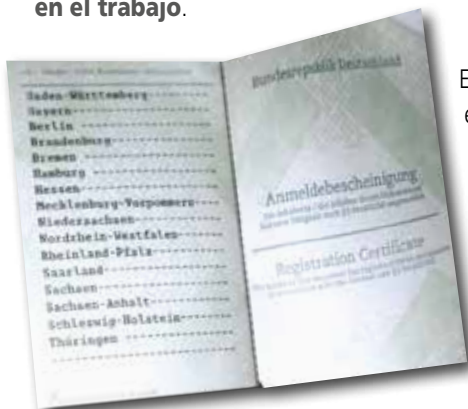 en el trabajo.
E
e
Baden-Württemberg
Bayern
Berlin
Brandenburg
Bremen
Hamburg
Hessen
Mecklenburg-Vorpommern
Niedersachsen
Nordrhein-Westfalen
Rheinland-Pfalz
Saarland
Sachsen
Sachsen-Anhalt
Schleswig-Holstein
Thüringen
Bundesrepublik Deutschland
Anmeldebescheinigung
Registration Certificate